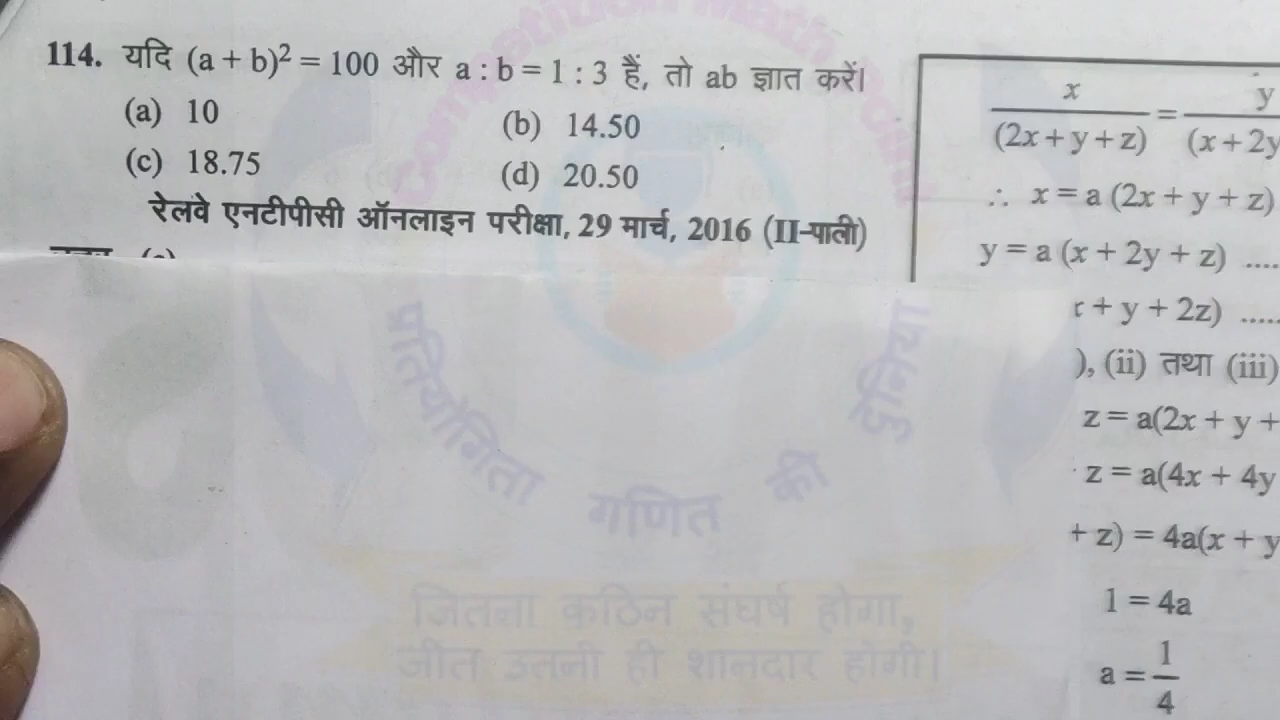 114. यदि (a + b)² = 100 और a : b = 1 : 3 हैं, तो ab ज्ञात करें।
(a) 10
(b) 14.50
(c) 18.75
(d) 20.50
रेलवे एनटीपीसी ऑनलाइन परीक्षा, 29 मार्च, 2016 (II-पाली)
x/(2x + y + z) = y/(x + 2y
∴ x = a (2x + y + z)
y = a (x + 2y + z) ....
+ y + 2z) .....
), (ii) तथा (iii)
z = a(2x + y +
z = a(4x + 4y
+ z) = 4a(x + y
1 = 4a
a = 1/4
प्रतियोगिता गणित की दुनिया
जितना कठिन संघर्ष होगा,
जीत उतनी ही शानदार होगी।